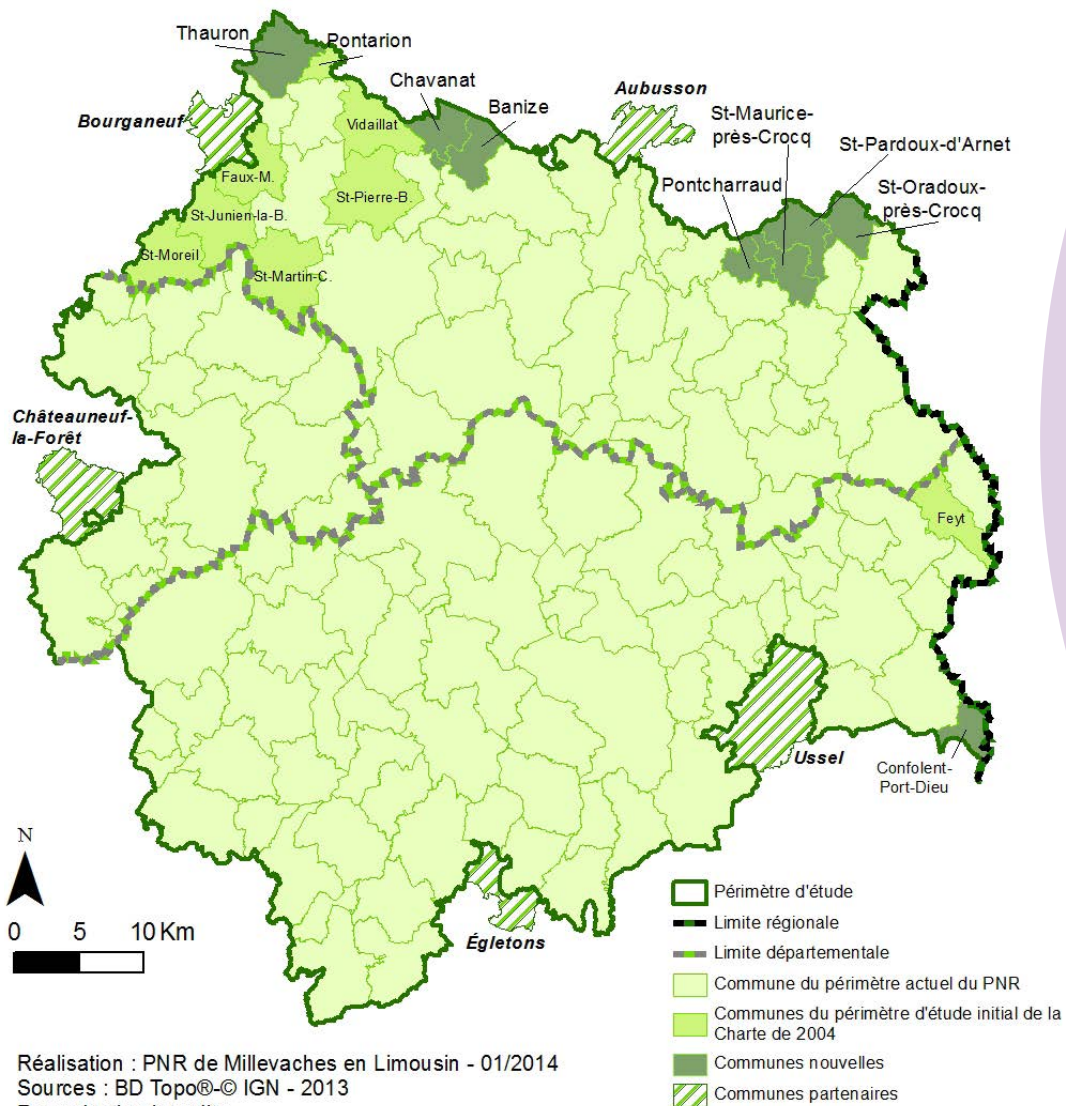 Thauron
Pontarion
Chavanat
Banize
Aubusson
St-Maurice-
près-Crocq
St-Pardoux-d'Arnet
St-Oradoux-
près-Crocq
Pontcharraud
Bourganeuf
Vidaillat
Faux-M.
St-Pierre-B.
St-Junien-la-B.
St-Moreil
St-Martin-C.
Châteauneuf-
la-Forêt
Feyt
Ussel
Confolent-
Port-Dieu
Égletons
N
0 5 10 Km
Périmètre d'étude
Limite régionale
Limite départementale
Commune du périmètre actuel du PNR
Communes du périmètre d'étude initial de la
Charte de 2004
Communes nouvelles
Communes partenaires
Réalisation : PNR de Millevaches en Limousin - 01/2014
Sources : BD Topo®-© IGN - 2013